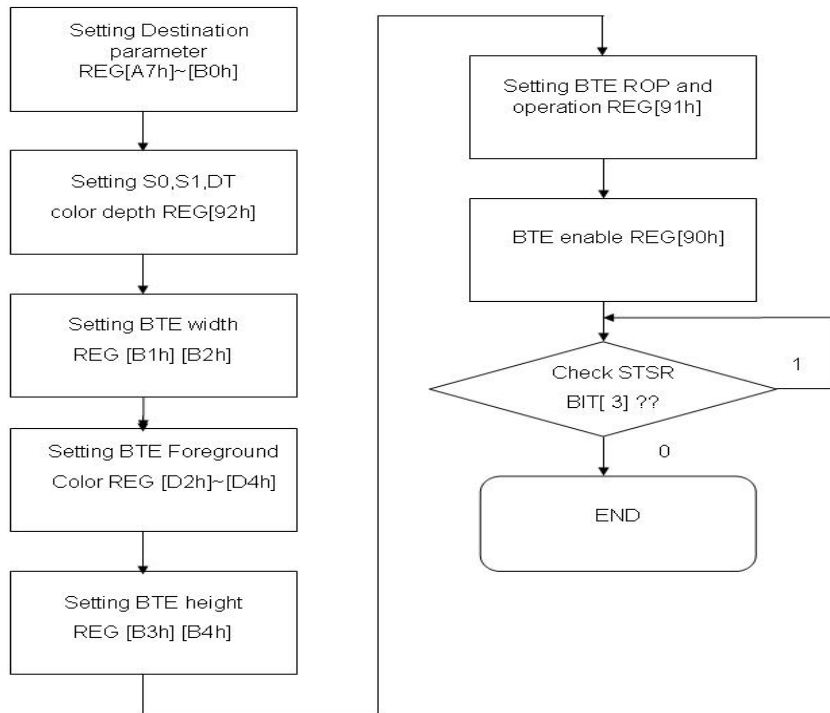 Setting Destination
parameter
REG[A7h]~[B0h]
Setting S0,S1,DT
color depth REG[92h]
Setting BTE width
REG [B1h] [B2h]
Setting BTE Foreground
Color REG [D2h]~[D4h]
Setting BTE height
REG [B3h] [B4h]
Setting BTE ROP and
operation REG[91h]
BTE enable REG[90h]
Check STSR
BIT[ 3] ??
1
0
END